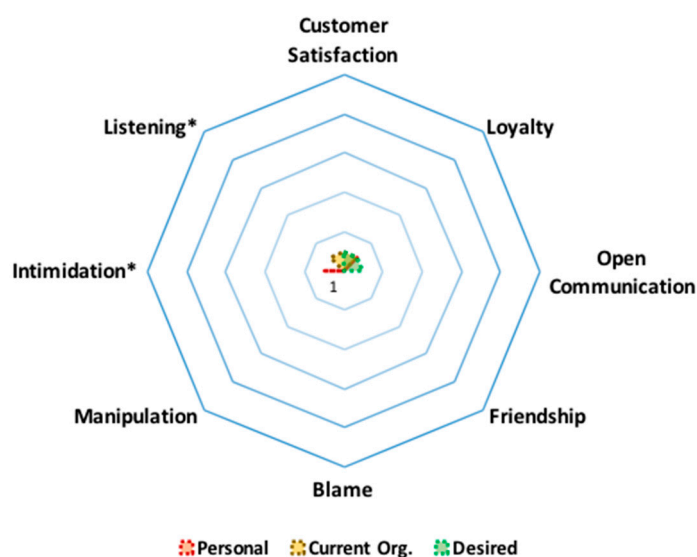 Customer
Satisfaction
Listening*
Loyalty
Intimidation*
Open
Communication
1
Manipulation
Friendship
Blame
Personal Current Org. Desired